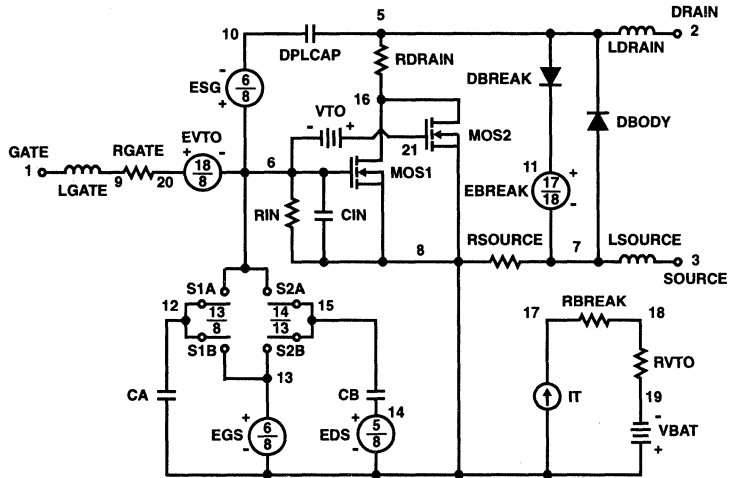 DRAIN
5
2
10
DPLCAP
LDRAIN
RDRAIN
- 6 8 +
ESG
DBREAK
16
VTO
- +
DBODY
21
MOS2
EVTO
GATE
RGATE
+ 18 8 -
6
MOS1
11
1
LGATE
9
20
EBREAK
17 18
+
-
RIN
CIN
8
RSOURCE
7
LSOURCE
3
SOURCE
S1A
S2A
12
13 8
14 13
15
S1B
S2B
17
RBREAK
18
13
RVTO
CA
CB
IT
19
14
+
EGS
6 8
-
+
EDS
5 8
-
-
VBAT
+